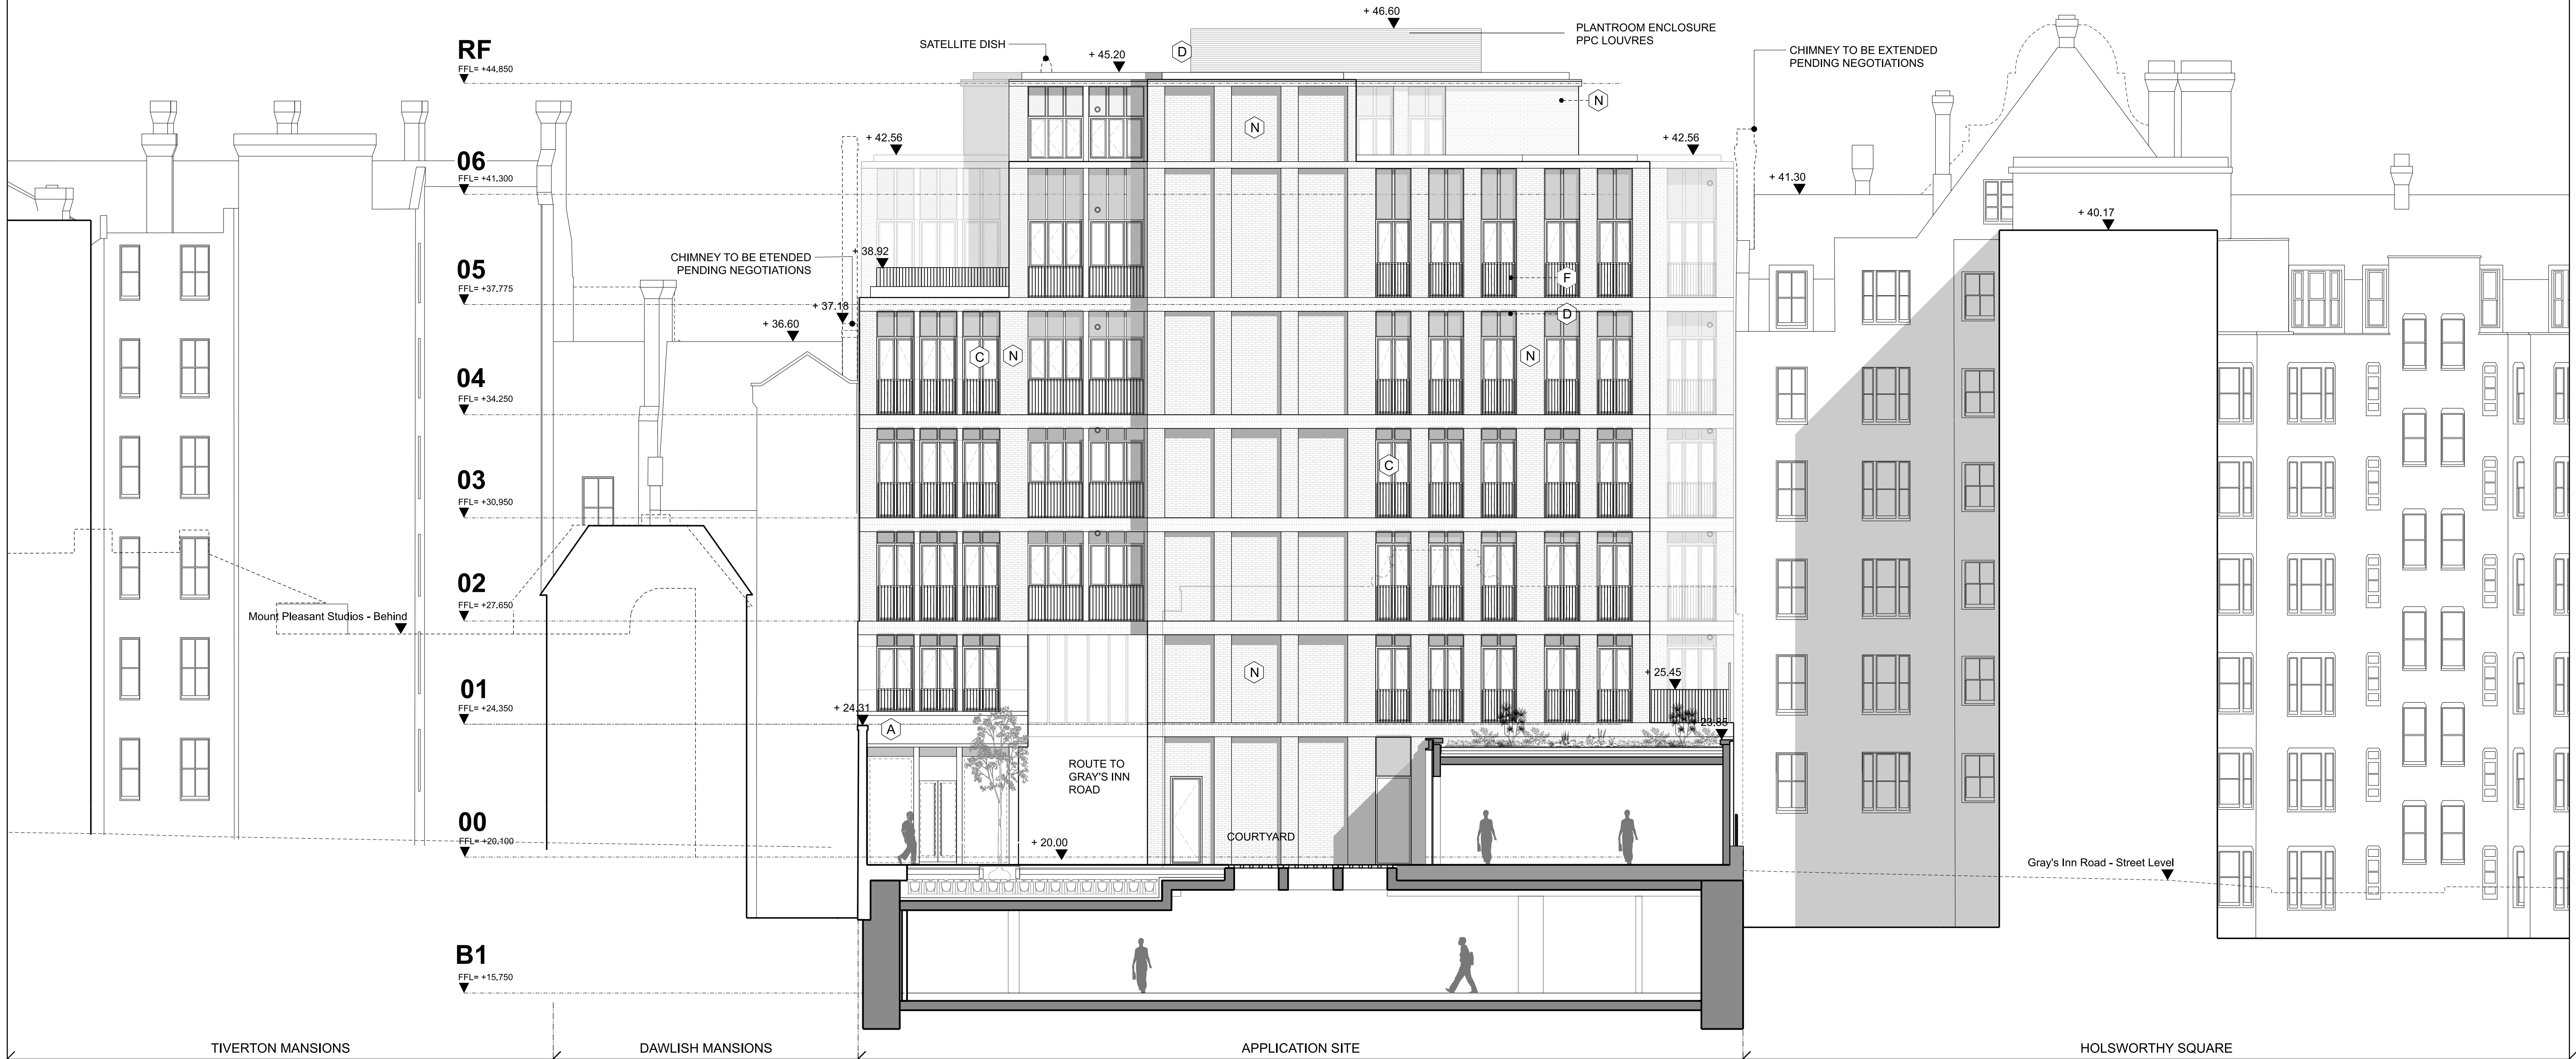 + 46.60
PLANTROOM ENCLOSURE
PPC LOUVRES
RF
FFL= +44,850
SATELLITE DISH
+ 45.20
D
CHIMNEY TO BE EXTENDED
PENDING NEGOTIATIONS
N
N
+ 42.56
+ 42.56
06
FFL= +41,300
+ 41.30
+ 40.17
CHIMNEY TO BE ETENDED
PENDING NEGOTIATIONS
+ 38.92
05
FFL= +37,775
F
+ 37.18
D
+ 36.60
C
N
N
04
FFL= +34,250
C
03
FFL= +30,950
02
FFL= +27,650
Mount Pleasant Studios - Behind
N
+ 25.45
01
FFL= +24,350
+ 24.31
A
+ 23.85
ROUTE TO
GRAY'S INN
ROAD
00
FFL= +20,100
COURTYARD
+ 20.00
Gray's Inn Road - Street Level
B1
FFL= +15,750
TIVERTON MANSIONS
DAWLISH MANSIONS
APPLICATION SITE
HOLSWORTHY SQUARE